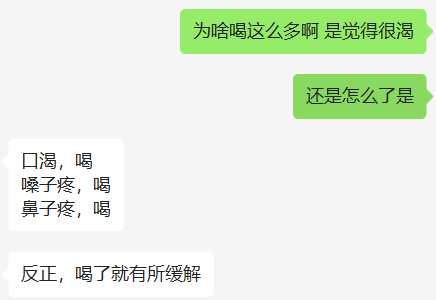 为啥喝这么多啊 是觉得很渴
还是怎么了是
口渴，喝
嗓子疼，喝
鼻子疼，喝
反正，喝了就有所缓解